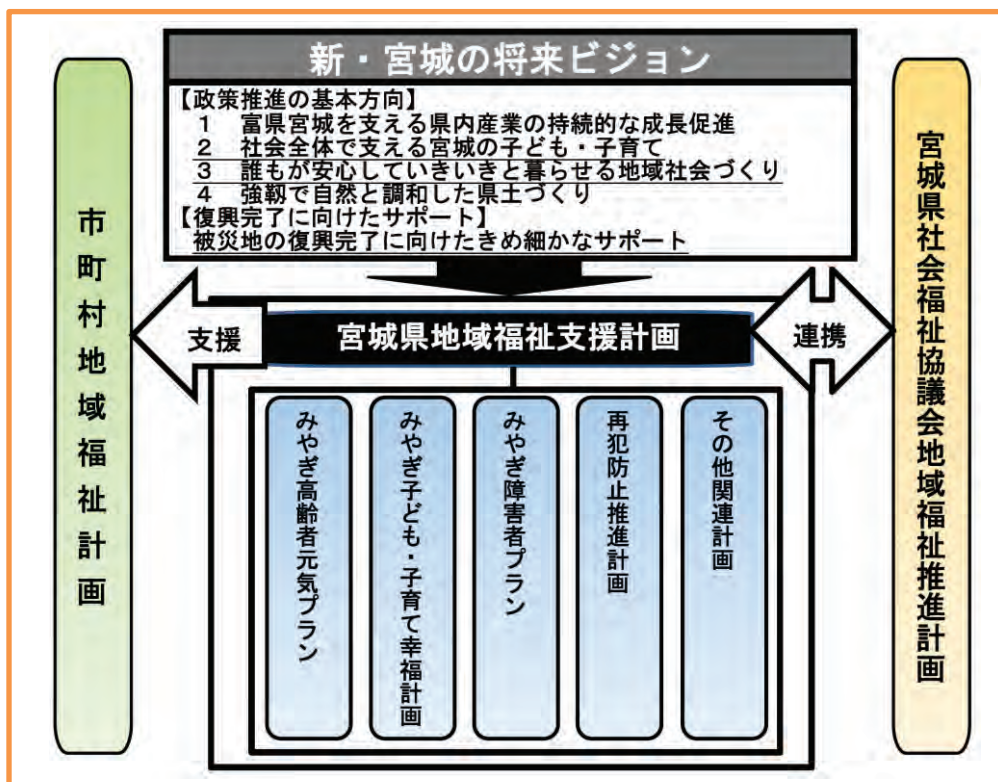 新・宮城の将来ビジョン
【政策推進の基本方向】
1 富県宮城を支える県内産業の持続的な成長促進
2 社会全体で支える宮城の子ども・子育て
3 誰もが安心していきいきと暮らせる地域社会づくり
4 強靭で自然と調和した県土づくり
【復興完了に向けたサポート】
被災地の復興完了に向けたきめ細かなサポート
市町村地域福祉計画
支援
宮城県地域福祉支援計画
連携
宮城県社会福祉協議会地域福祉推進計画
みやぎ高齢者元気プラン
みやぎ子ども・子育て幸福計画
みやぎ障害者プラン
再犯防止推進計画
その他関連計画